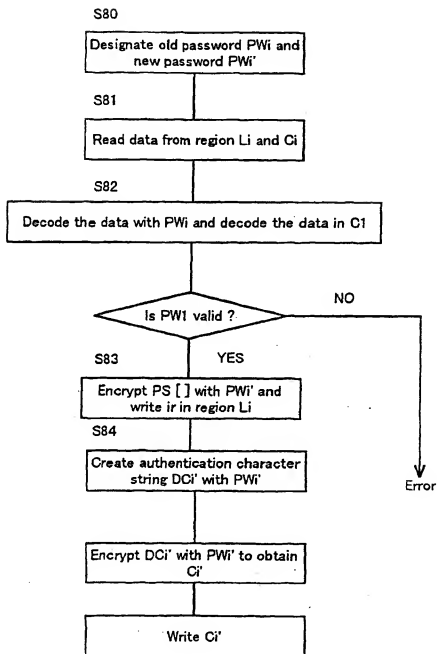 S80
Designate old password PWi and
new password PWi'
S81
Read data from region Li and Ci
S82
Decode the data with PWi and decode the data in C1
Is PW1 valid ?
NO
S83
YES
Encrypt PS [ ] with PWi' and
write ir in region Li
S84
Create authentication character
string DCi' with PWi'
Error
Encrypt DCi' with PWi' to obtain
Ci'
Write Ci'